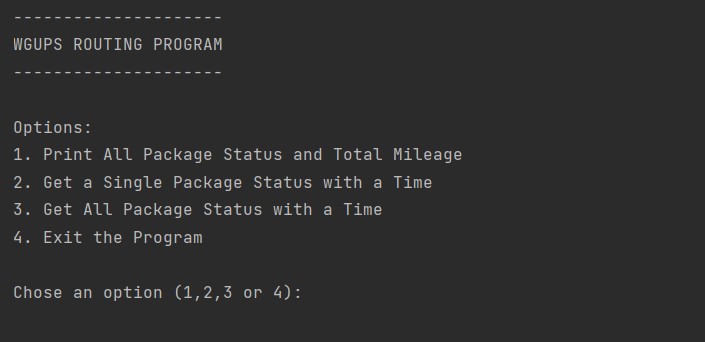 ---------------------
WGUPS ROUTING PROGRAM
---------------------
Options:
1. Print All Package Status and Total Mileage
2. Get a Single Package Status with a Time
3. Get All Package Status with a Time
4. Exit the Program
Chose an option (1,2,3 or 4):